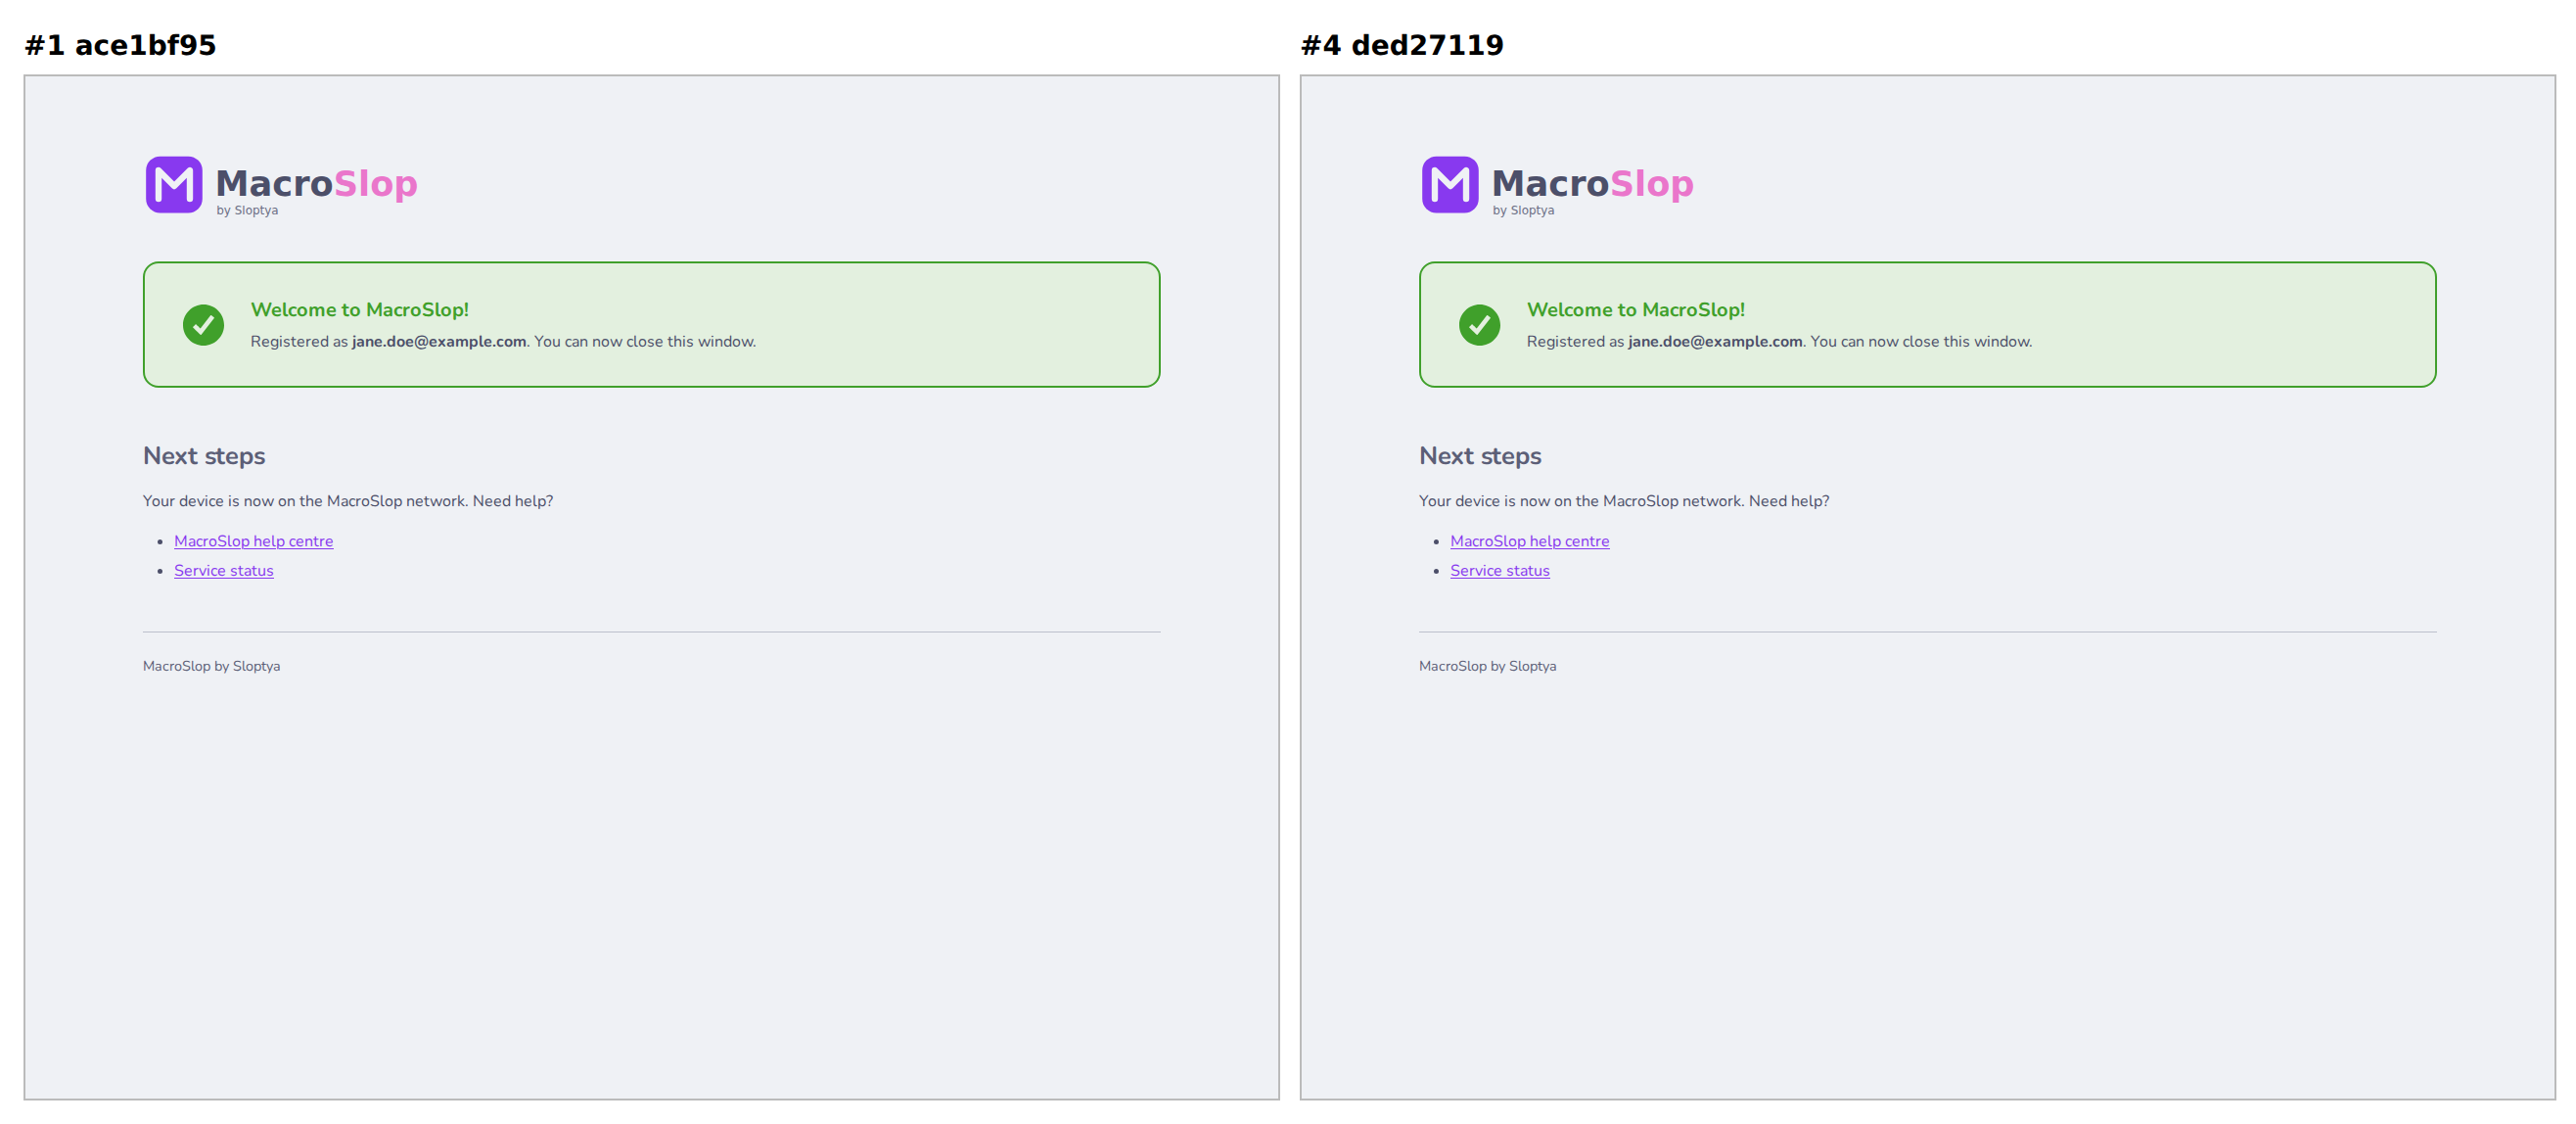 #1 ace1bf95
MacroSlop
by Sloptya
Welcome to MacroSlop!
Registered as jane.doe@example.com. You can now close this window.
Next steps
Your device is now on the MacroSlop network. Need help?
• MacroSlop help centre
• Service status
MacroSlop by Sloptya
#4 ded27119
MacroSlop
by Sloptya
Welcome to MacroSlop!
Registered as jane.doe@example.com. You can now close this window.
Next steps
Your device is now on the MacroSlop network. Need help?
• MacroSlop help centre
• Service status
MacroSlop by Sloptya